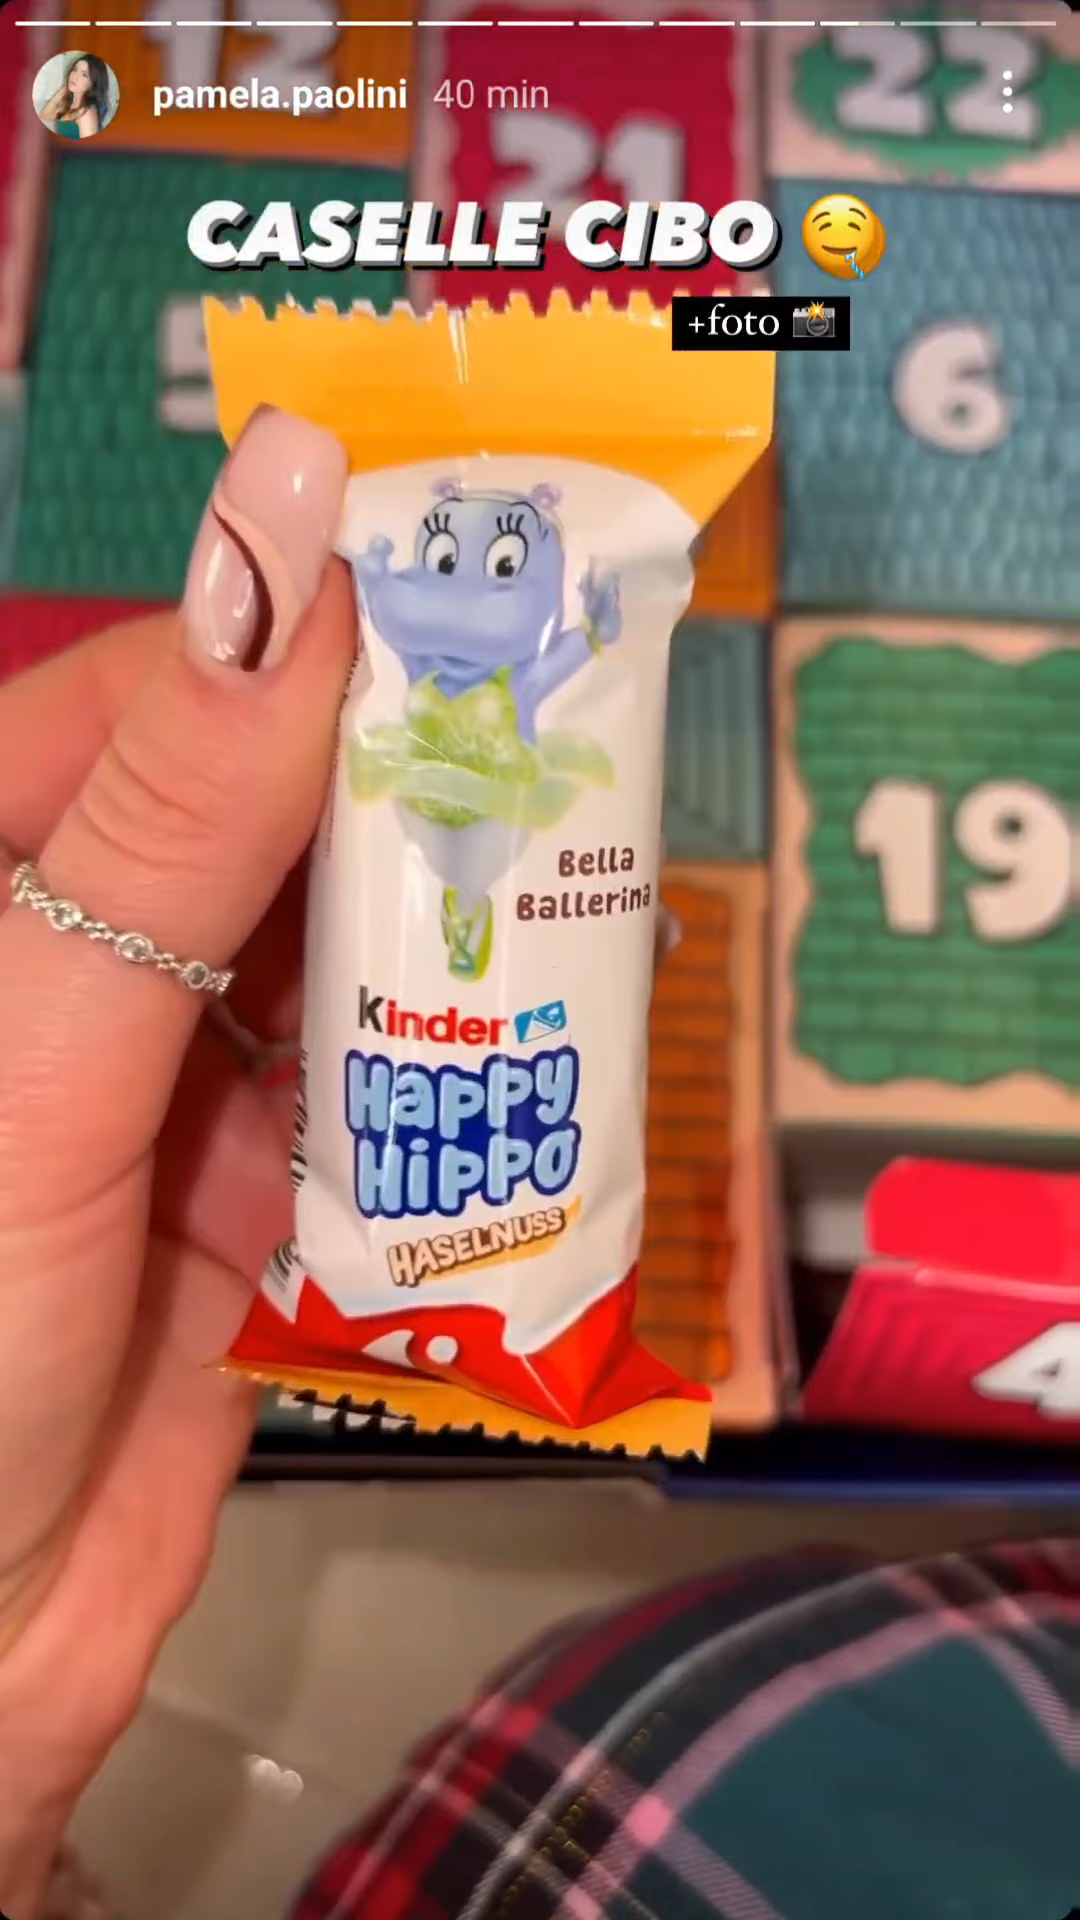 12
21
22
pamela.paolini 40 min
CASELLE CIBO
+foto
5
6
Bella
Ballerina
19
Kinder
Happy
Hippo
HASELNUSS
4